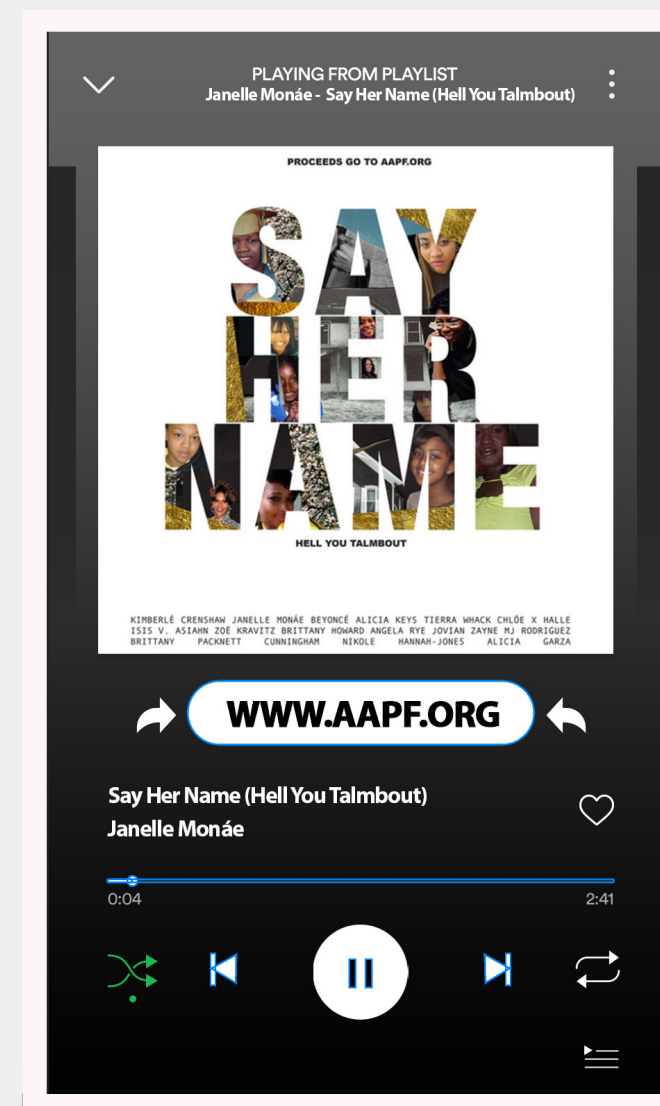 PLAYING FROM PLAYLIST
Janelle Monáe - Say Her Name (Hell You Talmbout)
PROCEEDS GO TO AAPF.ORG
SAY
HER
NAME
HELL YOU TALMBOUT
KIMBERLÉ CRENSHAW JANELLE MONÁE BEYONCÉ ALICIA KEYS TIERRA WHACK CHLÖE X HALLE
ISIS V. ASIAHN ZOË KRAVITZ BRITTANY HOWARD ANGELA RYE JOVIAN ZAYNE MJ RODRIGUEZ
BRITTANY PACKNETT CUNNINGHAM NIKOLE HANNAH-JONES ALICIA GARZA
WWW.AAPF.ORG
Say Her Name (Hell You Talmbout)
Janelle Monáe
0:04 2:41